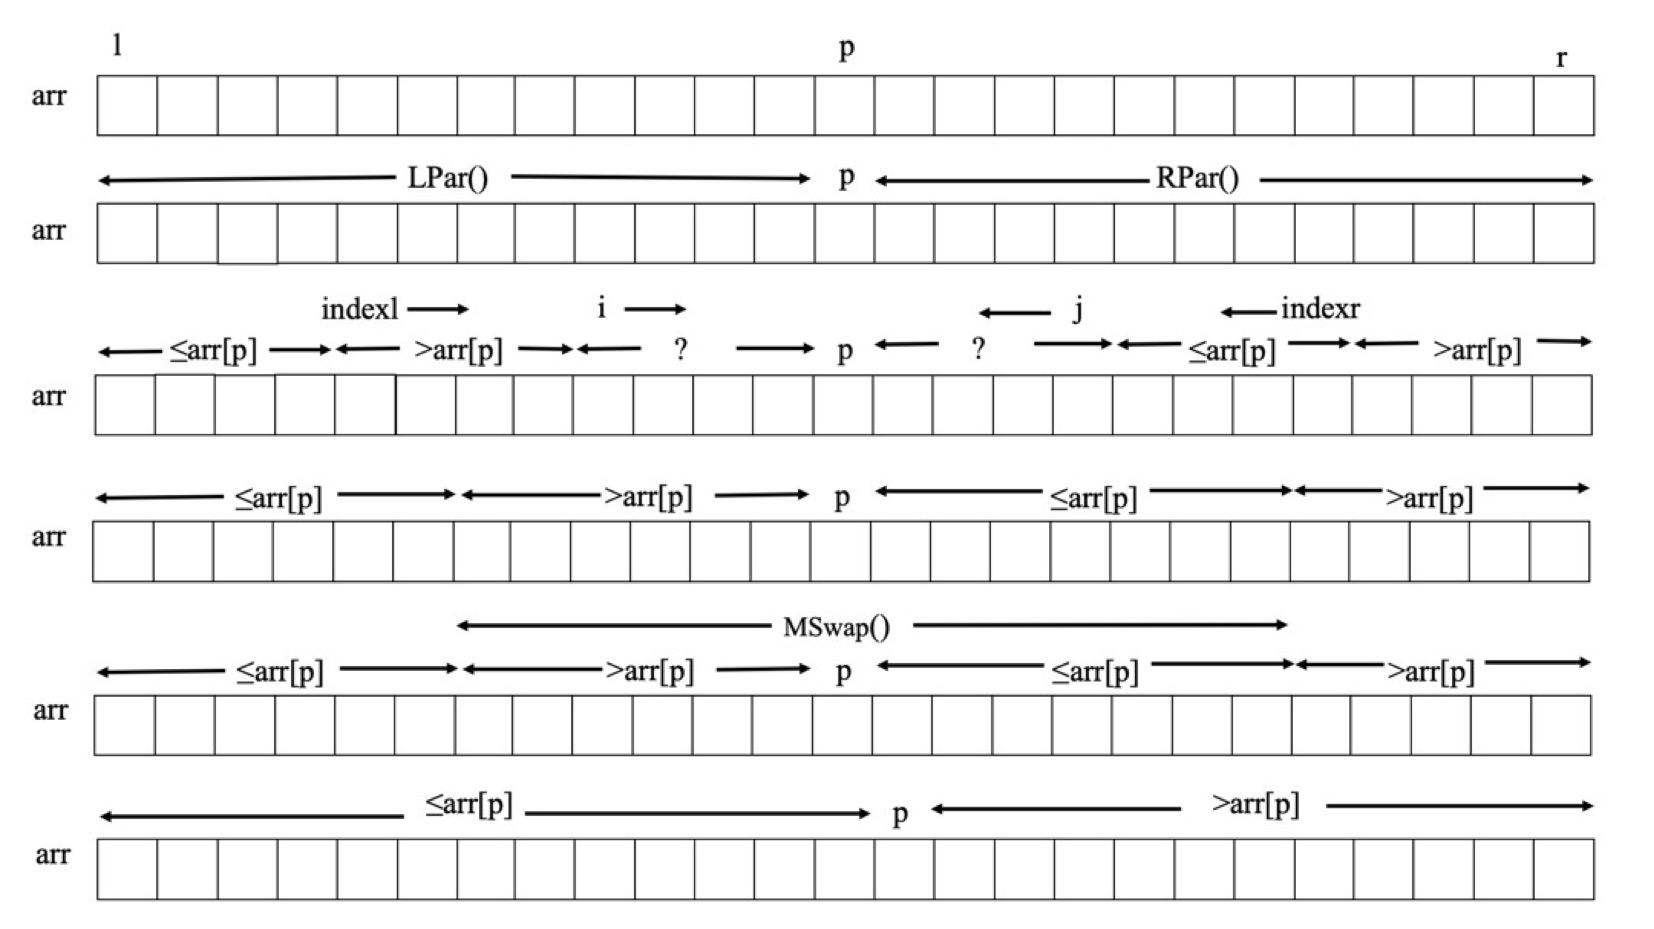 l p r
arr
LPar() p RPar()
arr
indexl i j indexr
≤arr[p] >arr[p] ? p ? ≤arr[p] >arr[p]
arr
≤arr[p] >arr[p] p ≤arr[p] >arr[p]
arr
MSwap()
≤arr[p] >arr[p] p ≤arr[p] >arr[p]
arr
≤arr[p] p >arr[p]
arr